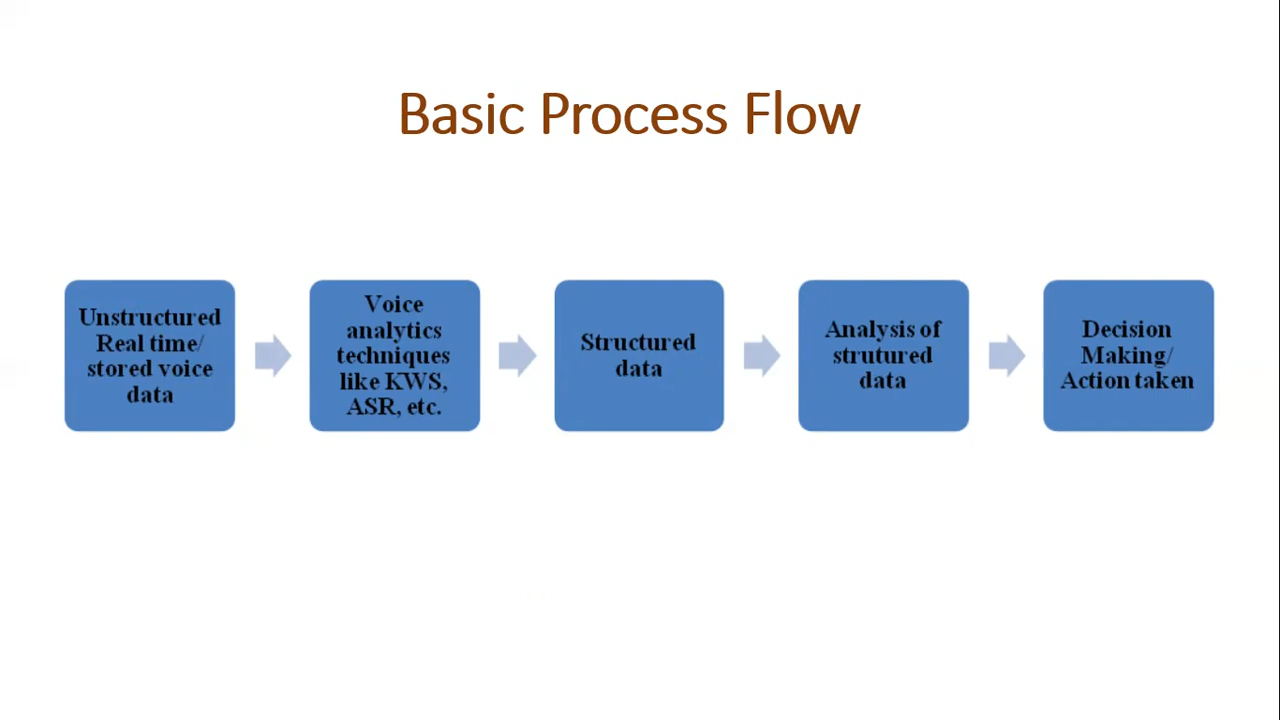 Basic Process Flow
Unstructured
Real time/
stored voice
data
Voice
analytics
techniques
like KWS,
ASR, etc.
Structured
data
Analysis of
strutured
data
Decision
Making/
Action taken